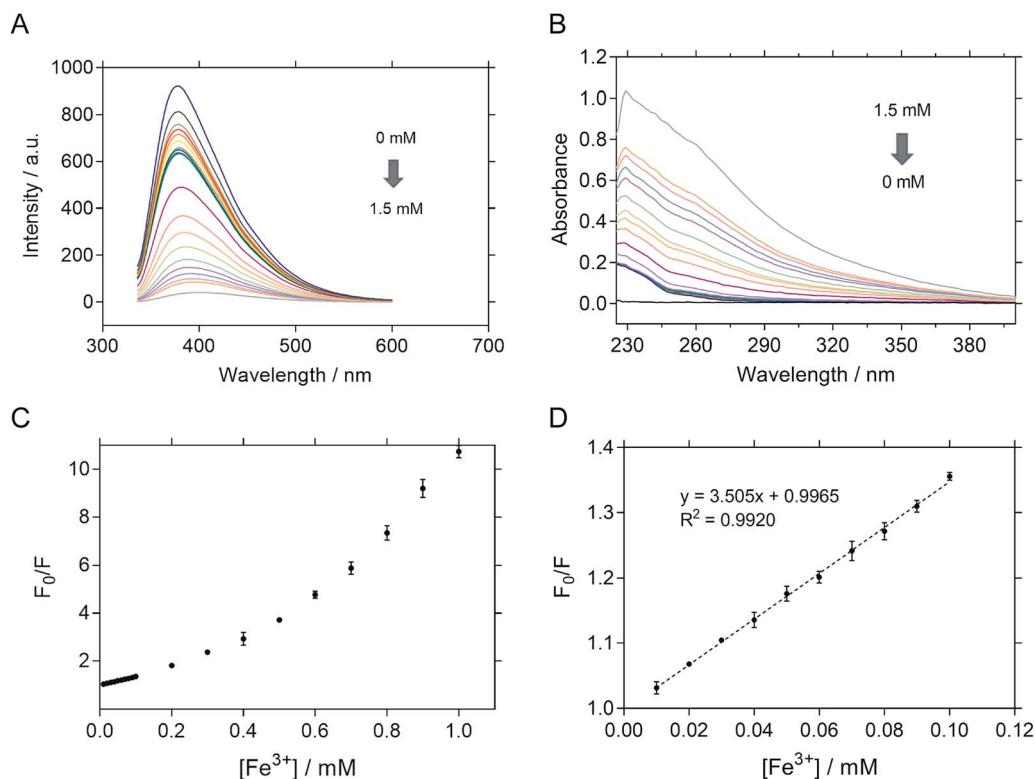 A
1000
800
600
400
200
0
Intensity / a.u.
0 mM
1.5 mM
300
400
500
600
700
Wavelength / nm
B
1.2
1.0
0.8
0.6
0.4
0.2
0.0
Absorbance
1.5 mM
0 mM
230
260
290
320
350
380
Wavelength / nm
C
10
8
6
4
2
F₀/F
0.0
0.2
0.4
0.6
0.8
1.0
[Fe³⁺] / mM
D
1.4
1.3
1.2
1.1
1.0
F₀/F
y = 3.505x + 0.9965
R² = 0.9920
0.00
0.02
0.04
0.06
0.08
0.10
0.12
[Fe³⁺] / mM